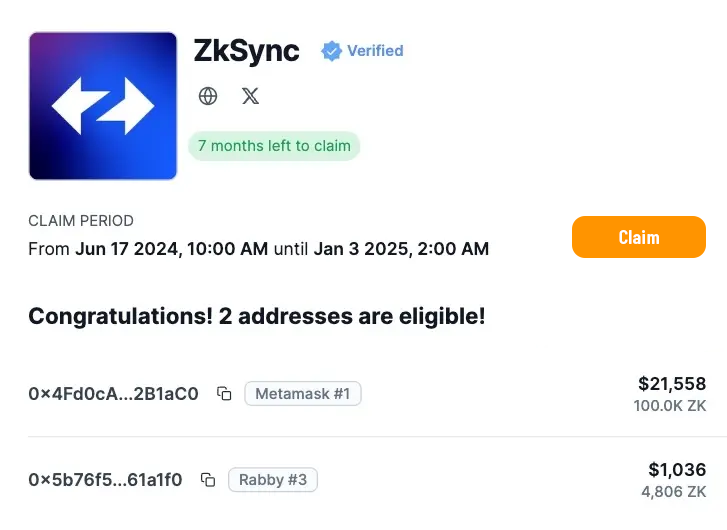 ZkSync Verified
7 months left to claim
CLAIM PERIOD
From Jun 17 2024, 10:00 AM until Jan 3 2025, 2:00 AM
Claim
Congratulations! 2 addresses are eligible!
0×4Fd0cA...2B1aC0 Metamask #1 $21,558
100.0K ZK
0×5b76f5...61a1f0 Rabby #3 $1,036
4,806 ZK